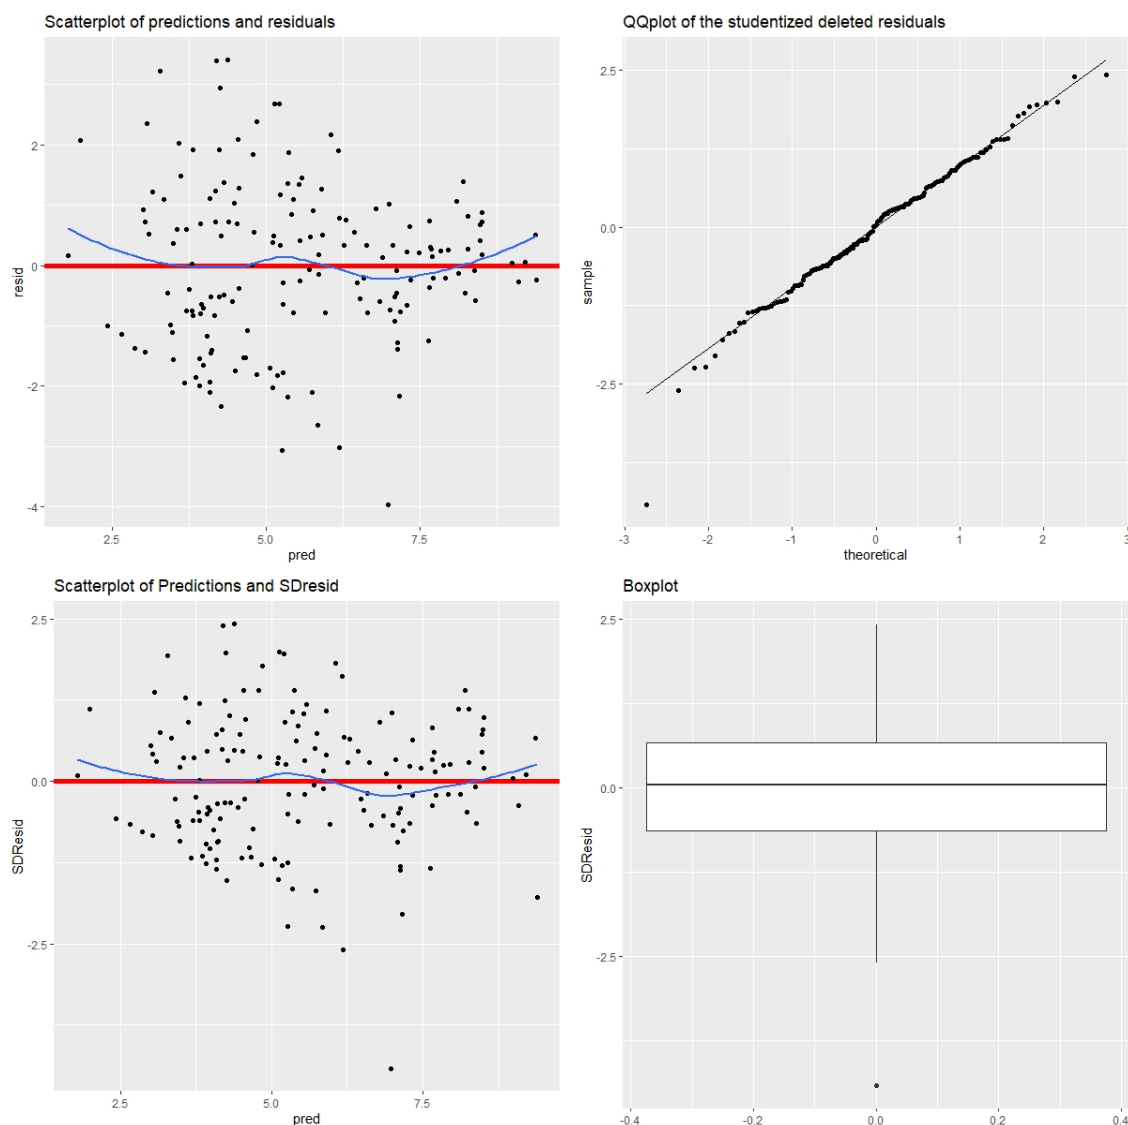 Scatterplot of predictions and residuals
2
0
-2
-4
resid
2.5 5.0 7.5
pred
QQplot of the studentized deleted residuals
2.5
0.0
-2.5
sample
-3 -2 -1 0 1 2 3
theoretical
Scatterplot of Predictions and SDresid
2.5
0.0
-2.5
SDResid
2.5 5.0 7.5
pred
Boxplot
2.5
0.0
-2.5
SDResid
-0.4 -0.2 0.0 0.2 0.4